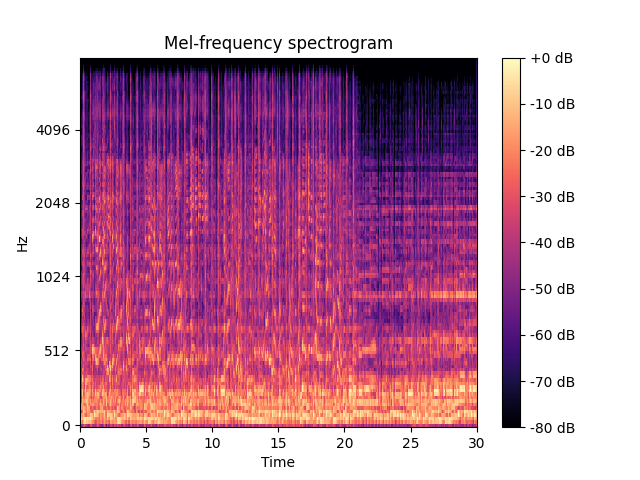 Mel-frequency spectrogram
Hz
4096
2048
1024
512
0
0 5 10 15 20 25 30
Time
+0 dB
-10 dB
-20 dB
-30 dB
-40 dB
-50 dB
-60 dB
-70 dB
-80 dB